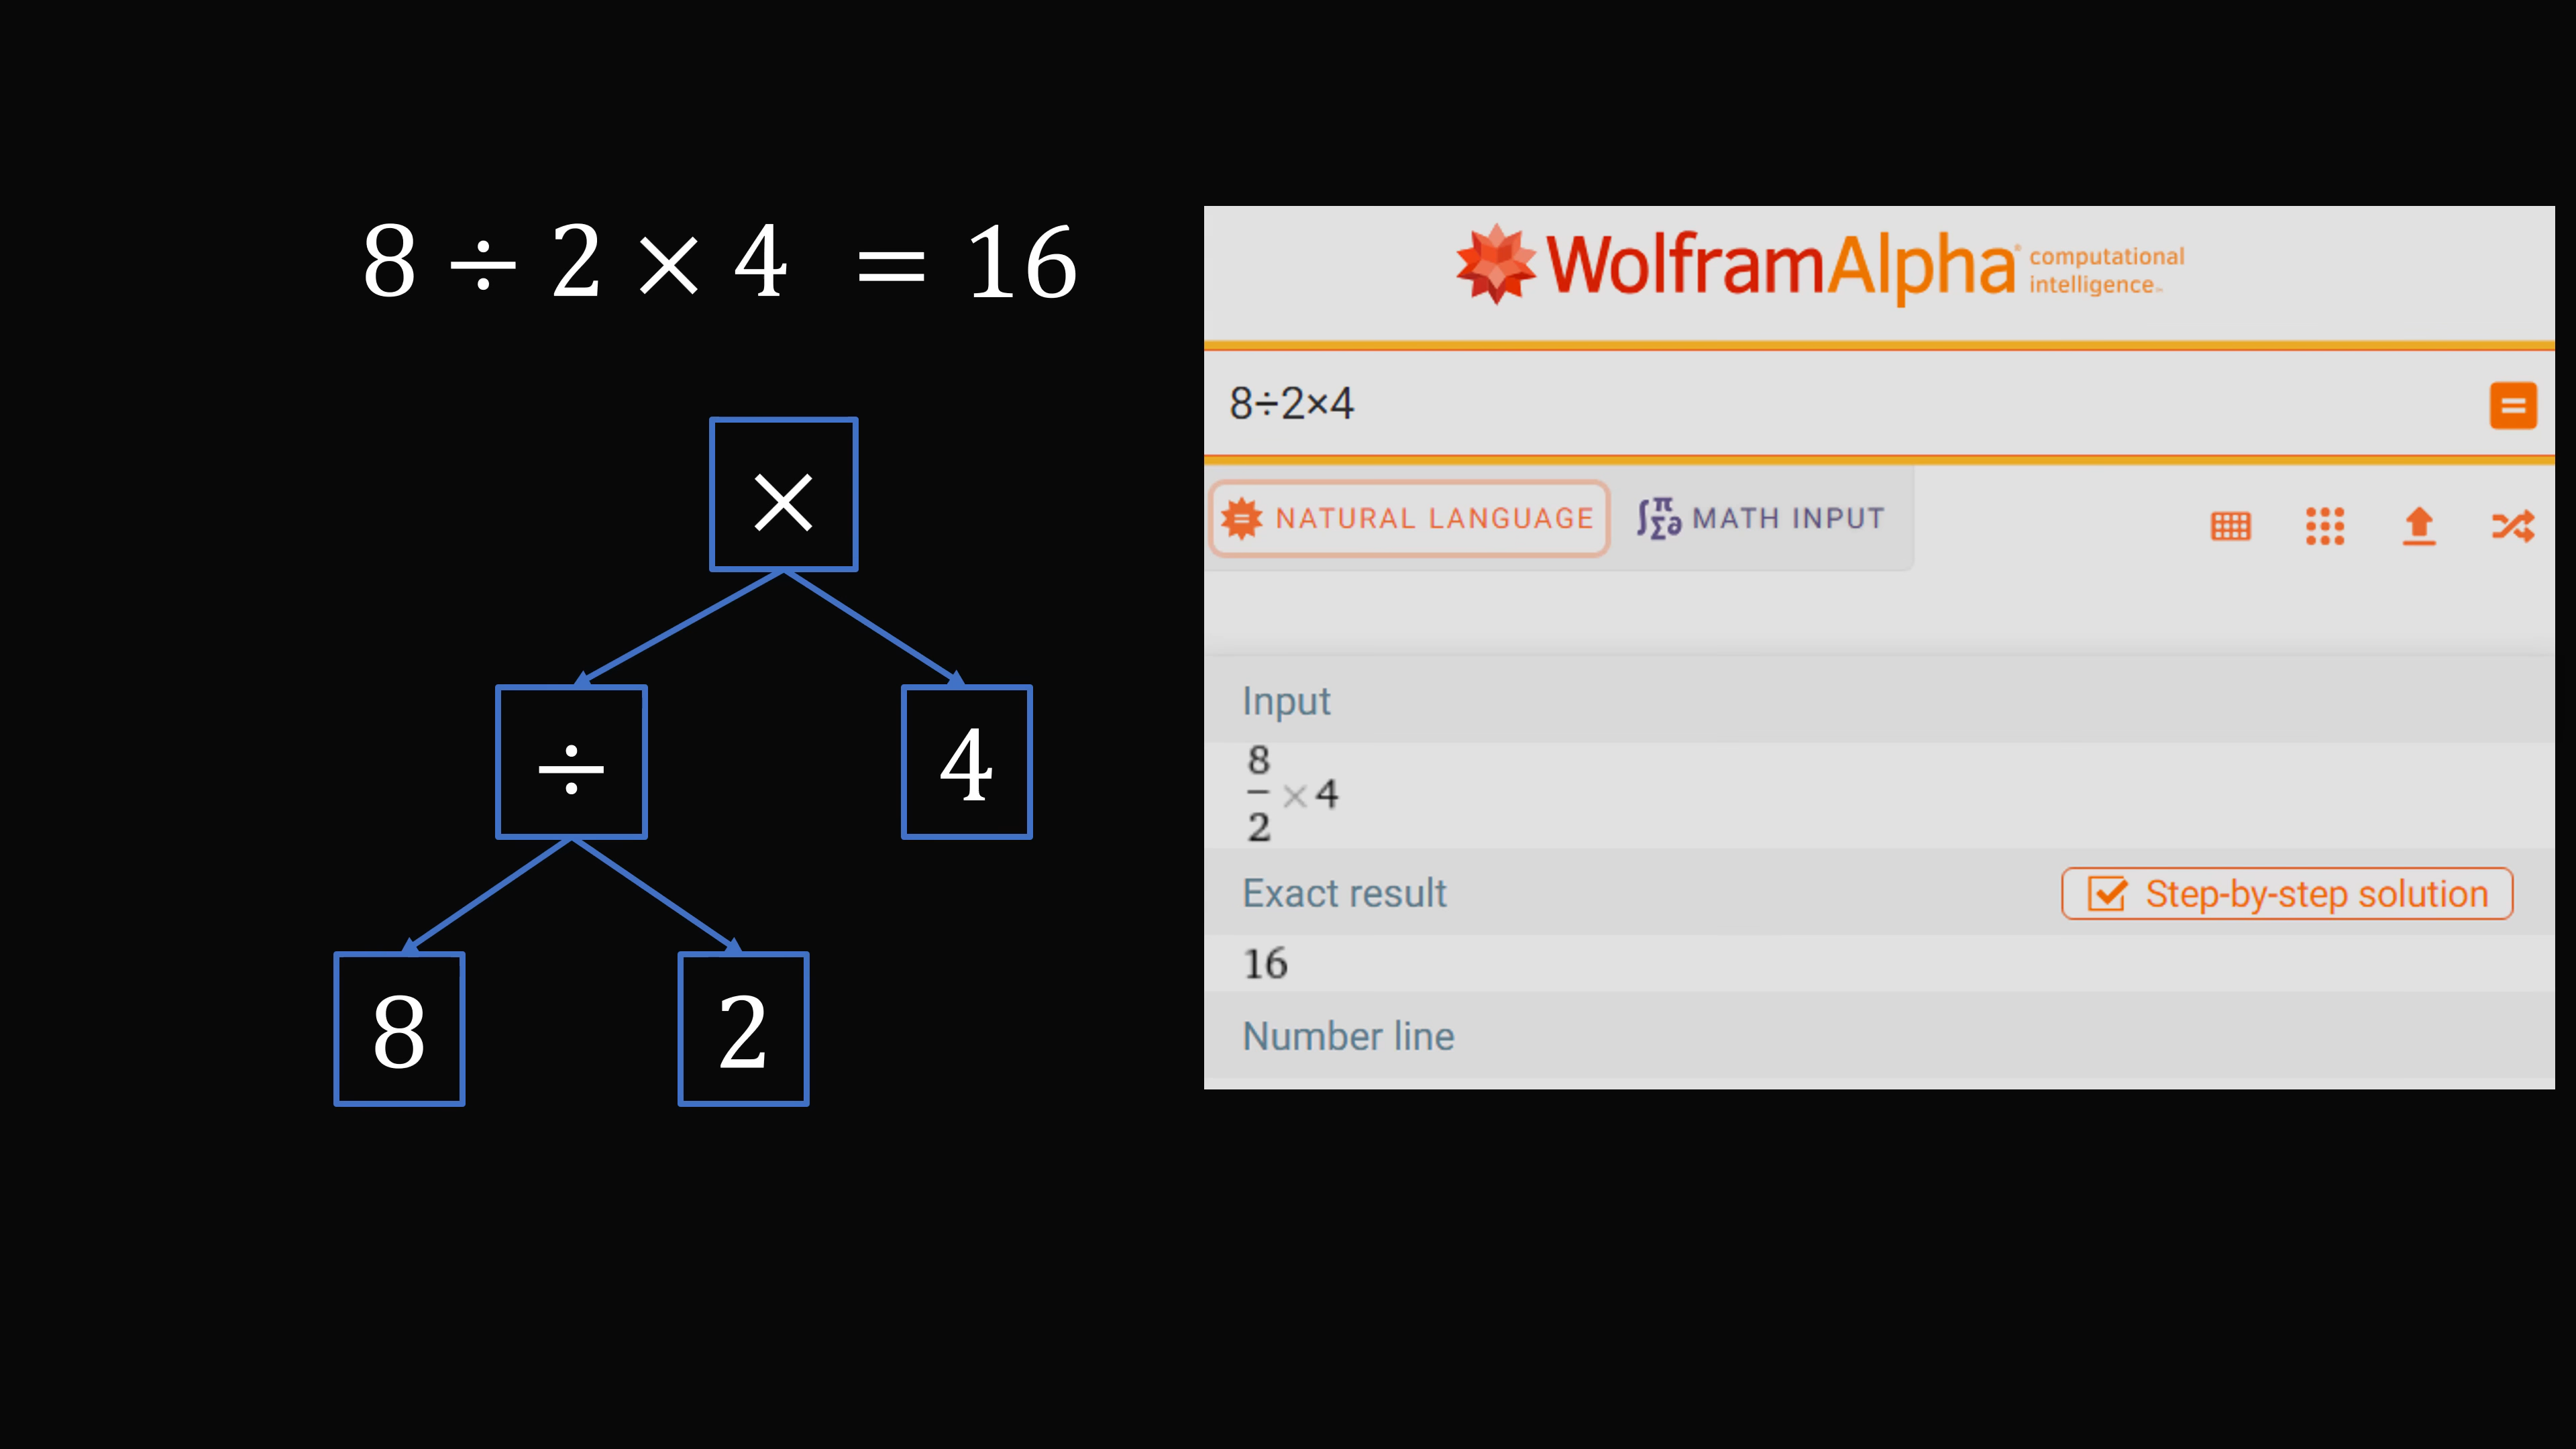 8 ÷ 2 × 4 = 16
×
÷
4
8
2
WolframAlpha computational intelligence
8÷2×4
NATURAL LANGUAGE
MATH INPUT
Input
8/2 × 4
Exact result
Step-by-step solution
16
Number line